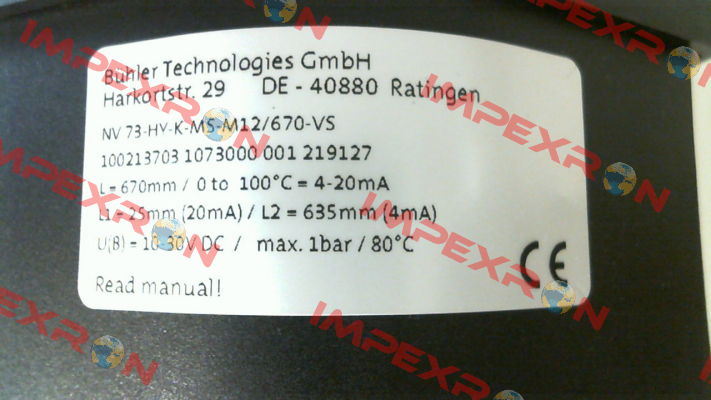 Bühler Technologies GmbH
Harkortstr. 29 DE - 40880 Ratingen
NV 73-HV-K-MS-M12/670-VS
100213703 1073000 001 219127
L = 670mm / 0 to 100°C = 4-20mA
L1 = 25mm (20mA) / L2 = 635mm (4mA)
U(B) = 10-30V DC / max. 1bar / 80°C
Read manual!
CE
IMPEXRON
IMPEXRON
IMPEXRON
IMPEXRON
IMPEXRON
IMPEXRON